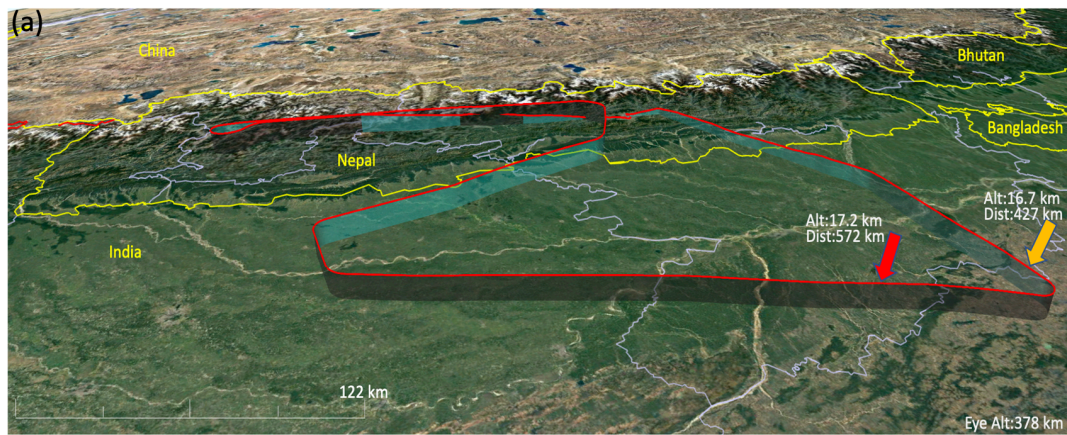 (a)
China
Bhutan
Bangladesh
Nepal
Alt:16.7 km
Dist:427 km
Alt:17.2 km
Dist:572 km
India
122 km
Eye Alt:378 km